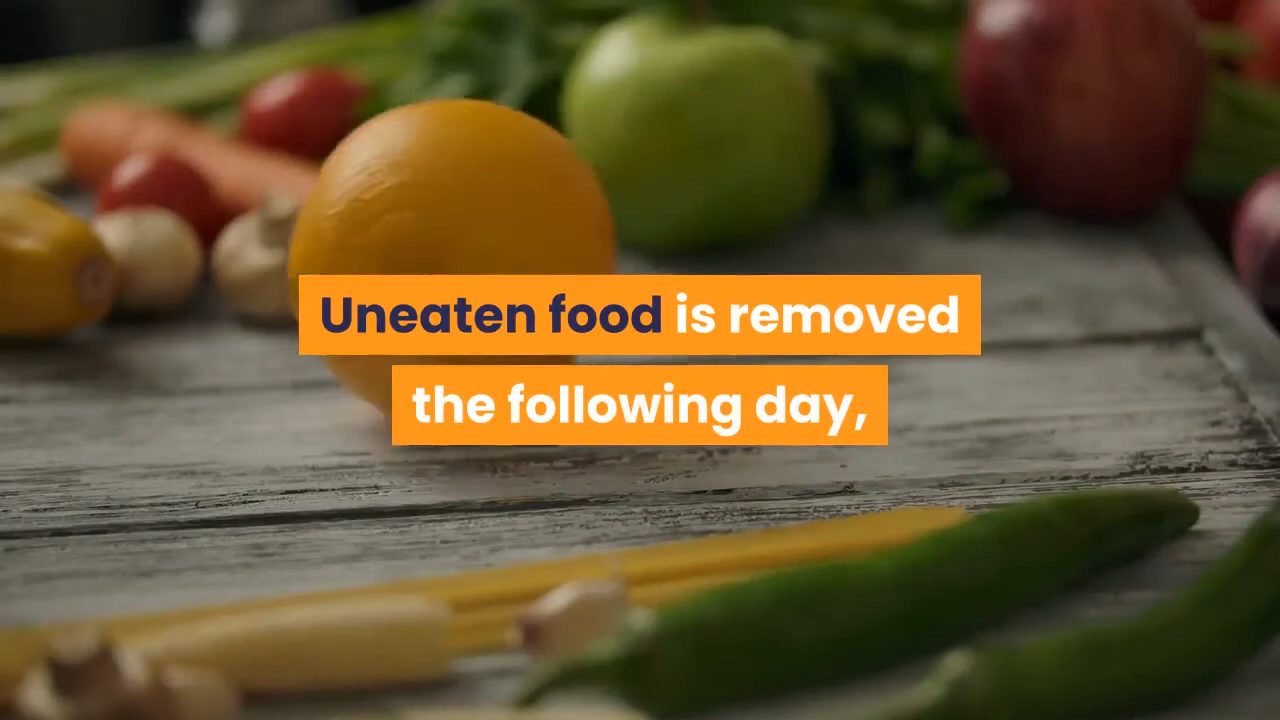 Uneaten food is removed
the following day,